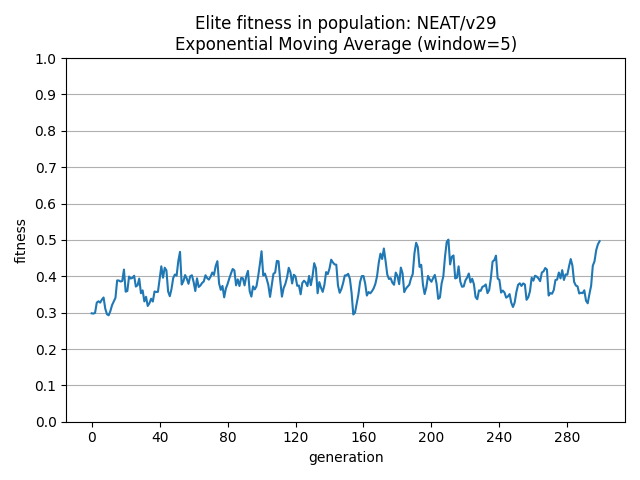 Elite fitness in population: NEAT/v29
Exponential Moving Average (window=5)
1.0
0.9
0.8
0.7
0.6
0.5
0.4
0.3
0.2
0.1
0.0
fitness
0 40 80 120 160 200 240 280
generation